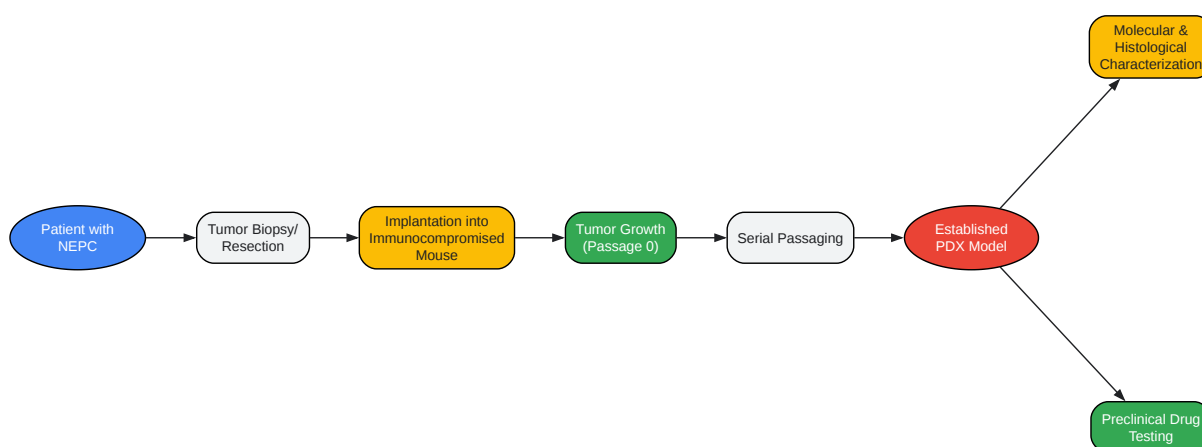 Patient with
NEPC
Tumor Biopsy/
Resection
Implantation into
Immunocompromised
Mouse
Tumor Growth
(Passage 0)
Serial Passaging
Established
PDX Model
Molecular &
Histological
Characterization
Preclinical Drug
Testing